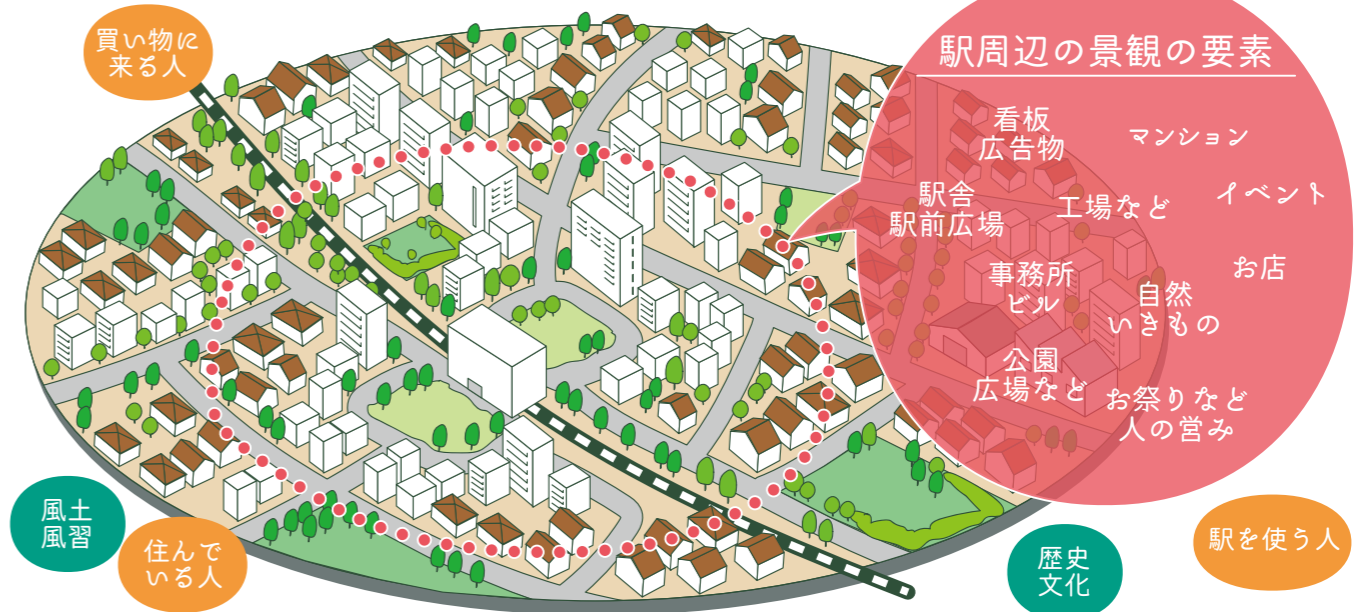 買い物に
来る人
駅周辺の景観の要素
看板
広告物
マンション
駅舎
駅前広場
工場など
イベント
事務所
ビル
お店
自然
いきもの
公園
広場など
お祭りなど
人の営み
風土
風習
住んで
いる人
歴史
文化
駅を使う人